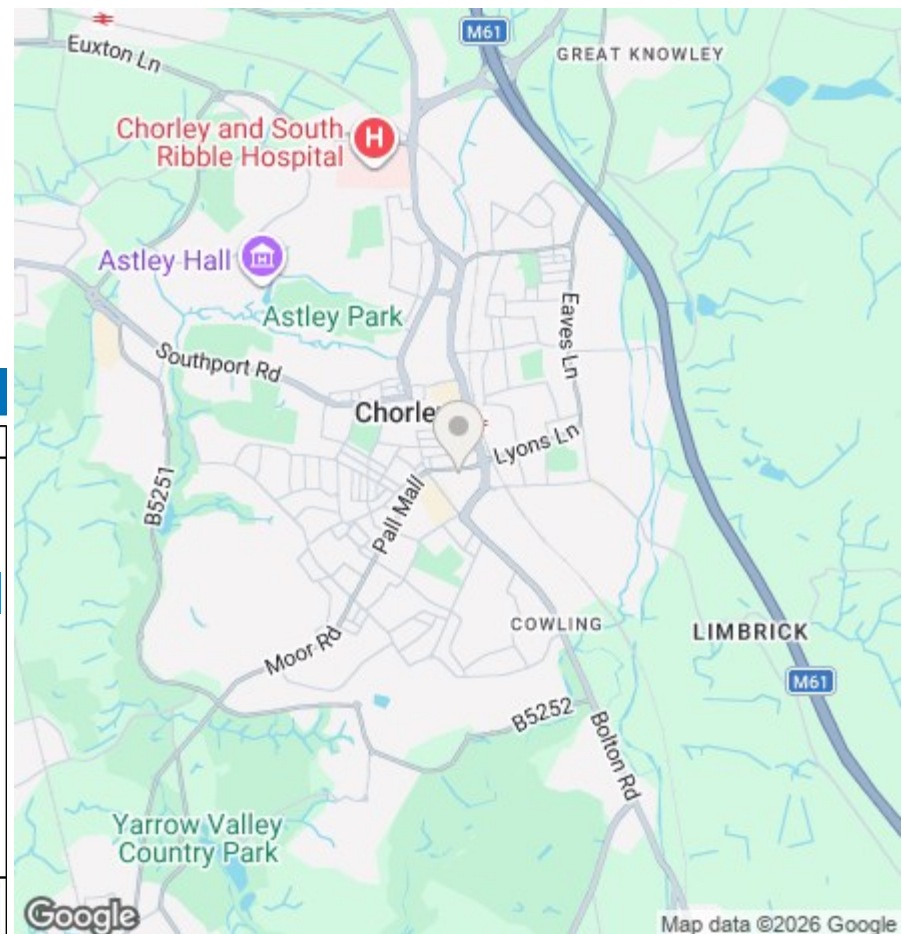 M61
GREAT KNOWLEY
Euxton Ln
Chorley and South
Ribble Hospital
H
Astley Hall
Astley Park
Eaves Ln
Southport Rd
Chorle
Lyons Ln
B5251
Pall Mall
COWLING
LIMBRICK
Moor Rd
M61
B5252
Bolton Rd
Yarrow Valley
Country Park
Google
Map data ©2026 Google